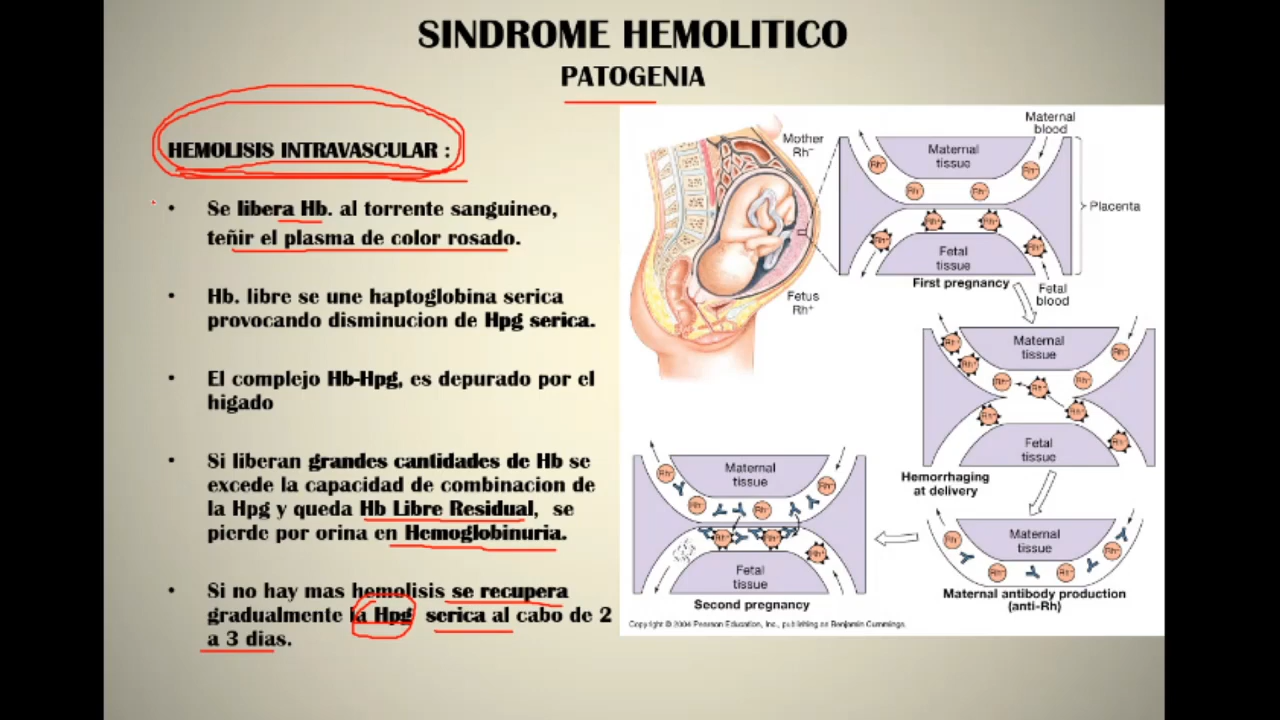 SINDROME HEMOLITICO
PATOGENIA
HEMOLISIS INTRAVASCULAR :
• Se libera Hb. al torrente sanguineo,
teñir el plasma de color rosado.
• Hb. libre se une haptoglobina serica
provocando disminucion de Hpg serica.
• El complejo Hb-Hpg, es depurado por el
higado
• Si liberan grandes cantidades de Hb se
excede la capacidad de combinacion de
la Hpg y queda Hb Libre Residual, se
pierde por orina en Hemoglobinuria.
• Si no hay mas hemolisis se recupera
gradualmente la Hpg serica al cabo de 2
a 3 dias.
Mother
Rh⁻
Fetus
Rh⁺
Maternal
blood
Maternal
tissue
Placenta
Fetal
tissue
Fetal
blood
First pregnancy
Maternal
tissue
Fetal
tissue
Hemorrhaging
at delivery
Maternal
tissue
Maternal antibody production
(anti-Rh)
Maternal
tissue
Fetal
tissue
Second pregnancy
Copyright © 2004 Pearson Education, Inc., publishing as Benjamin Cummings.